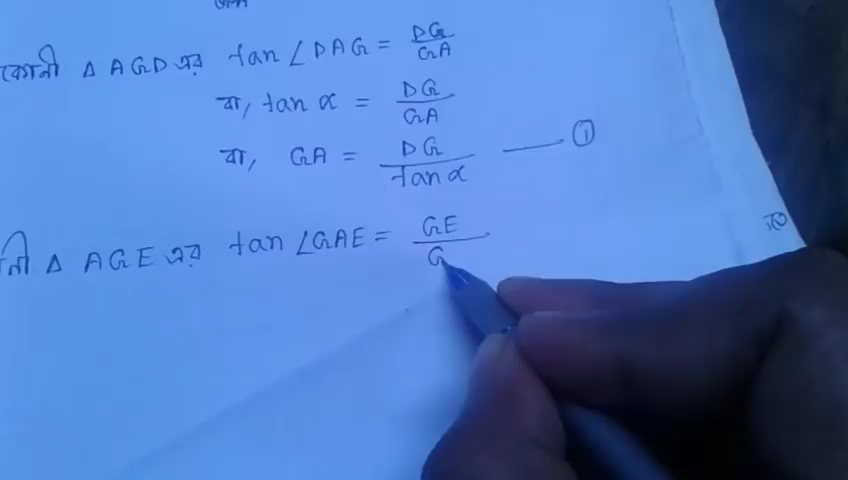 কোনী Δ AGD এর tan ∠DAG = DG/GA
বা, tan α = DG/GA
বা, GA = DG/tan α —— ①
নী Δ AGE এর tan ∠GAE = GE/G